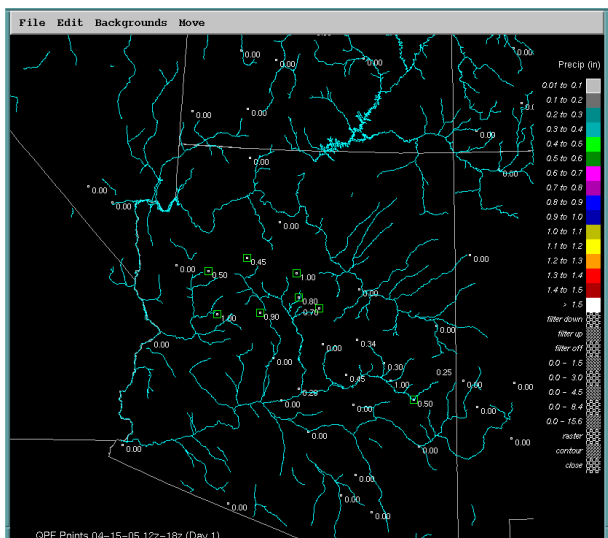 File Edit Backgrounds Move
Precip (in)
0.01 to 0.1
0.1 to 0.2
0.2 to 0.3
0.3 to 0.4
0.4 to 0.5
0.5 to 0.6
0.6 to 0.7
0.7 to 0.8
0.8 to 0.9
0.9 to 1.0
1.0 to 1.1
1.1 to 1.2
1.2 to 1.3
1.3 to 1.4
1.4 to 1.5
> 1.5
filter down
filter up
filter off
0.0 - 1.5
0.0 - 3.0
0.0 - 4.5
0.0 - 8.4
0.0 - 15.6
raster
contour
close
0.00
0.00
0.00
0.00
0.00
0.00
0.00
0.00
0.00
0.00
0.00
0.45
0.00
0.00
0.50
1.00
0.00
0.80
0.70
1.00
0.90
0.00
0.00
0.00
0.34
0.00
0.30
0.25
0.45
1.00
0.00
0.00
0.28
0.00
0.00
0.50
0.00
0.00
0.00
0.00
0.00
0.00
0.00
0.00
QPF Points 04-15-05 12z-18z (Day 1)